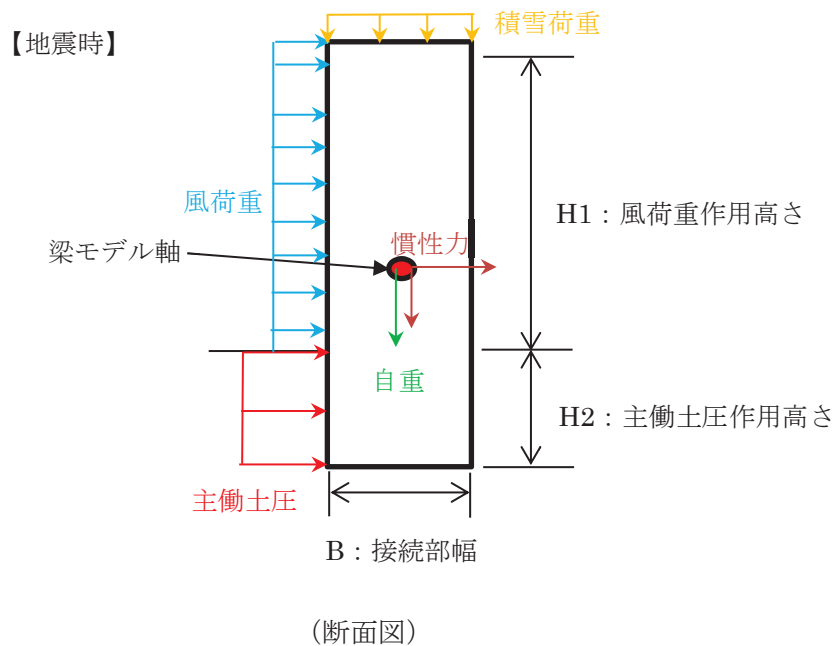 積雪荷重
【地震時】
風荷重
H1：風荷重作用高さ
慣性力
梁モデル軸
自重
H2：主働土圧作用高さ
主働土圧
B：接続部幅
（断面図）